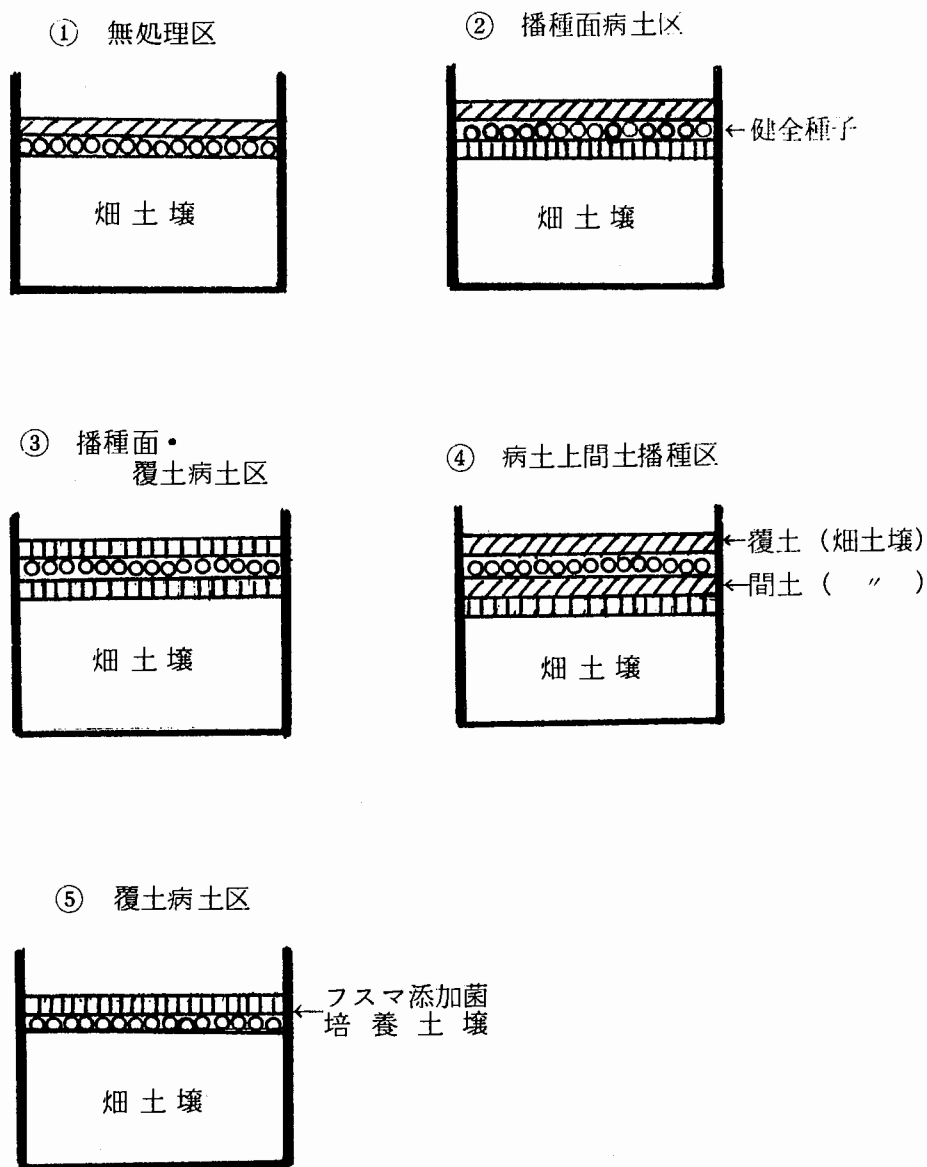 ① 無処理区
畑土壌
② 播種面病土区
←健全種子
畑土壌
③ 播種面・
覆土病土区
畑土壌
④ 病土上間土播種区
←覆土(畑土壌)
←間土( 〃 )
畑土壌
⑤ 覆土病土区
←フスマ添加菌
培養土壌
畑土壌